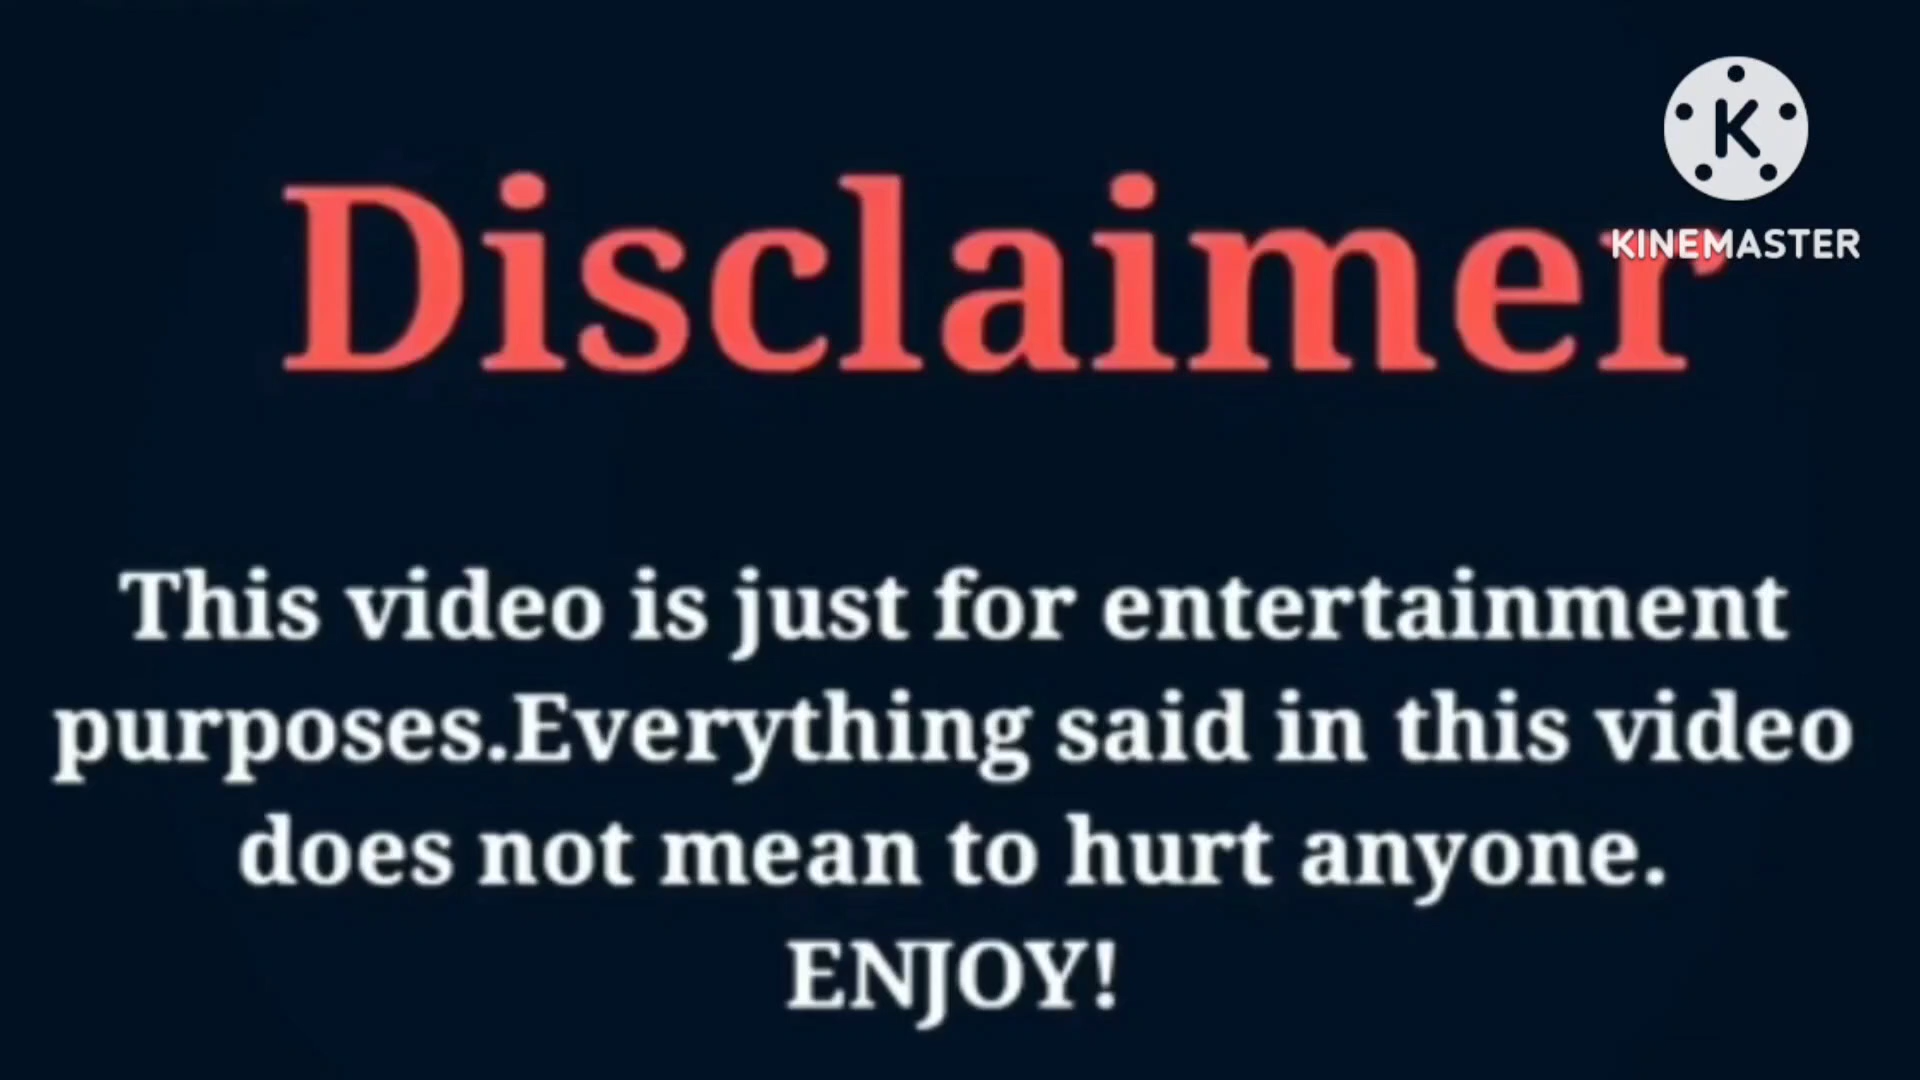 K
KINEMASTER
Disclaimer
This video is just for entertainment
purposes.Everything said in this video
does not mean to hurt anyone.
ENJOY!